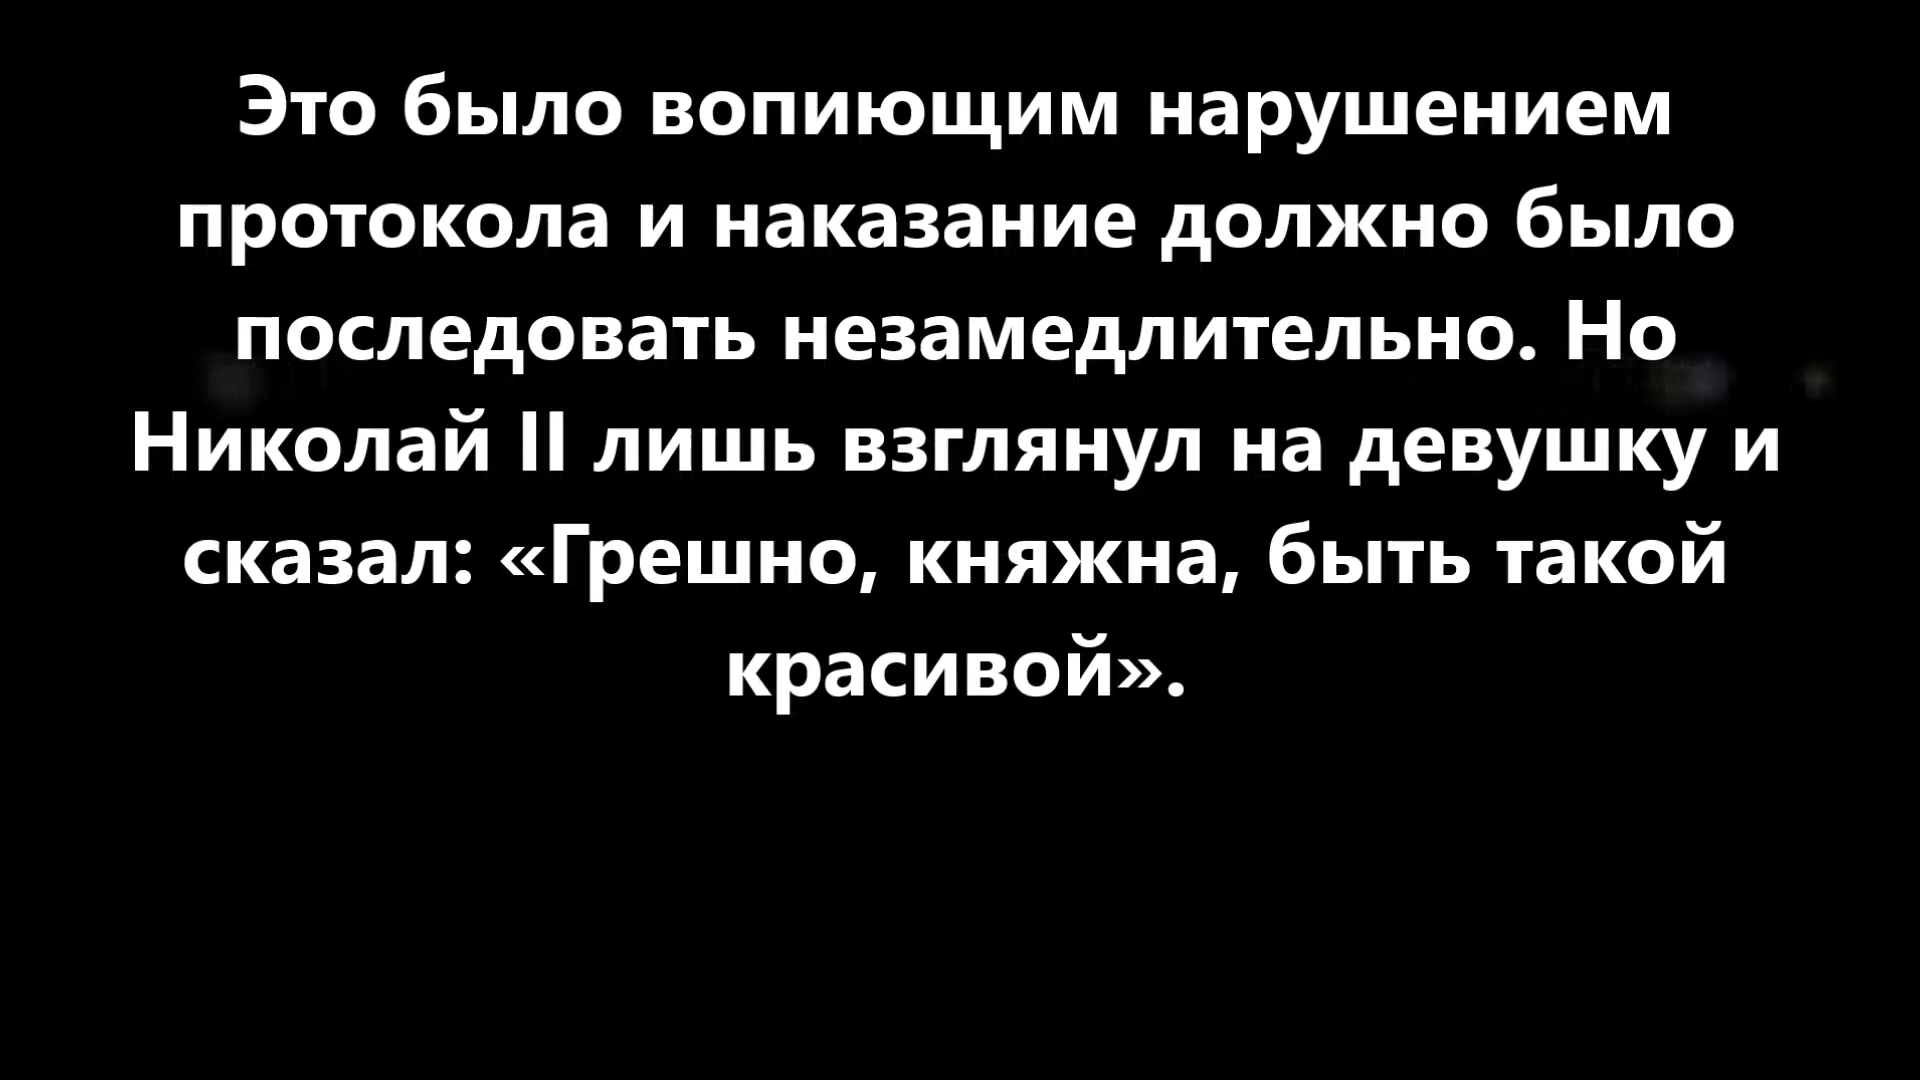 Это было вопиющим нарушением
протокола и наказание должно было
последовать незамедлительно. Но
Николай II лишь взглянул на девушку и
сказал: «Грешно, княжна, быть такой
красивой».